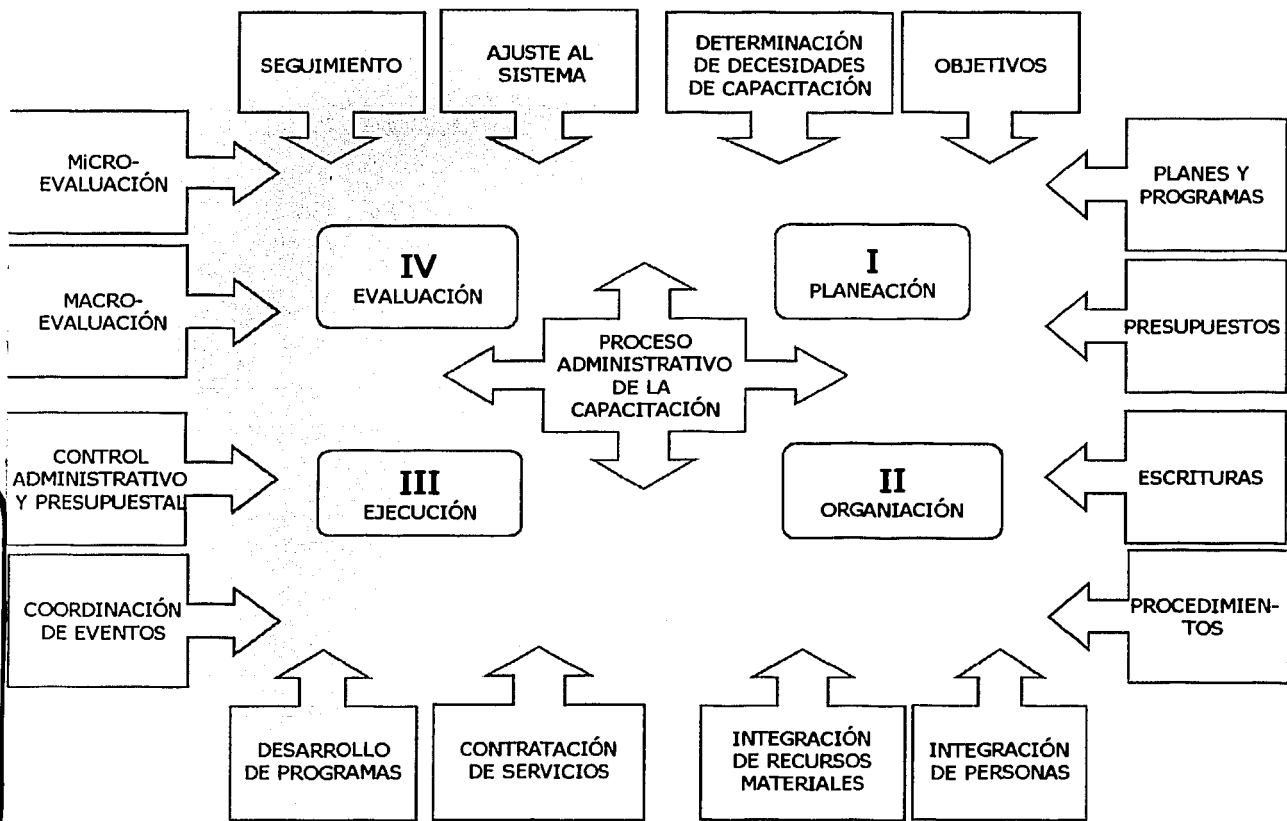 SEGUIMIENTO
AJUSTE AL
SISTEMA
DETERMINACIÓN
DE DECESIDADES
DE CAPACITACIÓN
OBJETIVOS
MiCRO-
EVALUACIÓN
PLANES Y
PROGRAMAS
IV
EVALUACIÓN
I
PLANEACIÓN
MACRO-
EVALUACIÓN
PRESUPUESTOS
PROCESO
ADMINISTRATIVO
DE LA
CAPACITACIÓN
CONTROL
ADMINISTRATIVO
Y PRESUPUESTAL
III
EJECUCIÓN
II
ORGANIACIÓN
ESCRITURAS
COORDINACIÓN
DE EVENTOS
PROCEDIMIEN-
TOS
DESARROLLO
DE PROGRAMAS
CONTRATACIÓN
DE SERVICIOS
INTEGRACIÓN
DE RECURSOS
MATERIALES
INTEGRACIÓN
DE PERSONAS